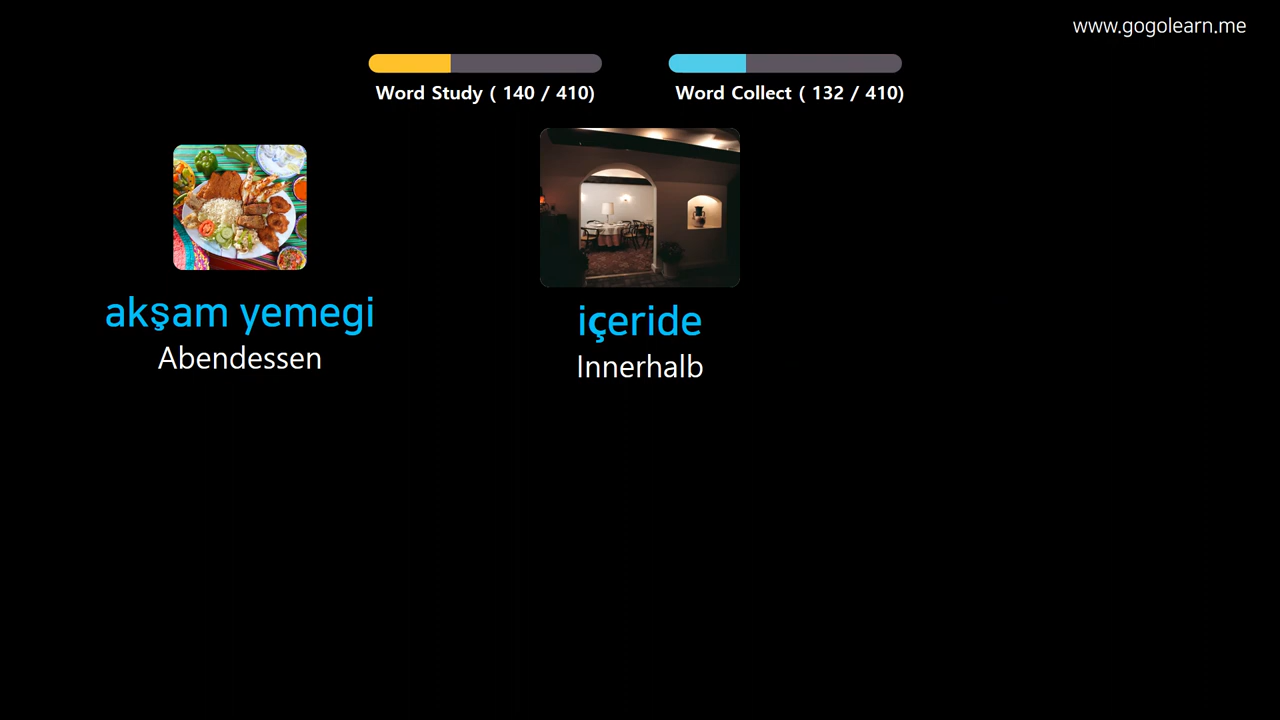 www.gogolearn.me
Word Study ( 140 / 410)
Word Collect ( 132 / 410)
akşam yemegi
Abendessen
içeride
Innerhalb